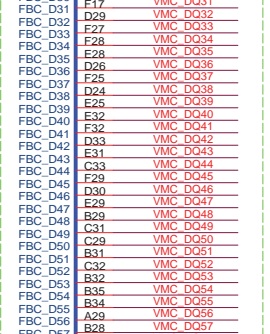 FBC_D31 F17 VMC_DQ31
FBC_D32 D29 VMC_DQ32
FBC_D33 F27 VMC_DQ33
FBC_D34 F28 VMC_DQ34
FBC_D35 E28 VMC_DQ35
FBC_D36 D26 VMC_DQ36
FBC_D37 F25 VMC_DQ37
FBC_D38 D24 VMC_DQ38
FBC_D39 E25 VMC_DQ39
FBC_D40 E32 VMC_DQ40
FBC_D41 F32 VMC_DQ41
FBC_D42 D33 VMC_DQ42
FBC_D43 E31 VMC_DQ43
FBC_D44 C33 VMC_DQ44
FBC_D45 F29 VMC_DQ45
FBC_D46 D30 VMC_DQ46
FBC_D47 E29 VMC_DQ47
FBC_D48 B29 VMC_DQ48
FBC_D49 C31 VMC_DQ49
FBC_D50 C29 VMC_DQ50
FBC_D51 B31 VMC_DQ51
FBC_D52 C32 VMC_DQ52
FBC_D53 B32 VMC_DQ53
FBC_D54 B35 VMC_DQ54
FBC_D55 B34 VMC_DQ55
FBC_D56 A29 VMC_DQ56
FBC_D57 B28 VMC_DQ57